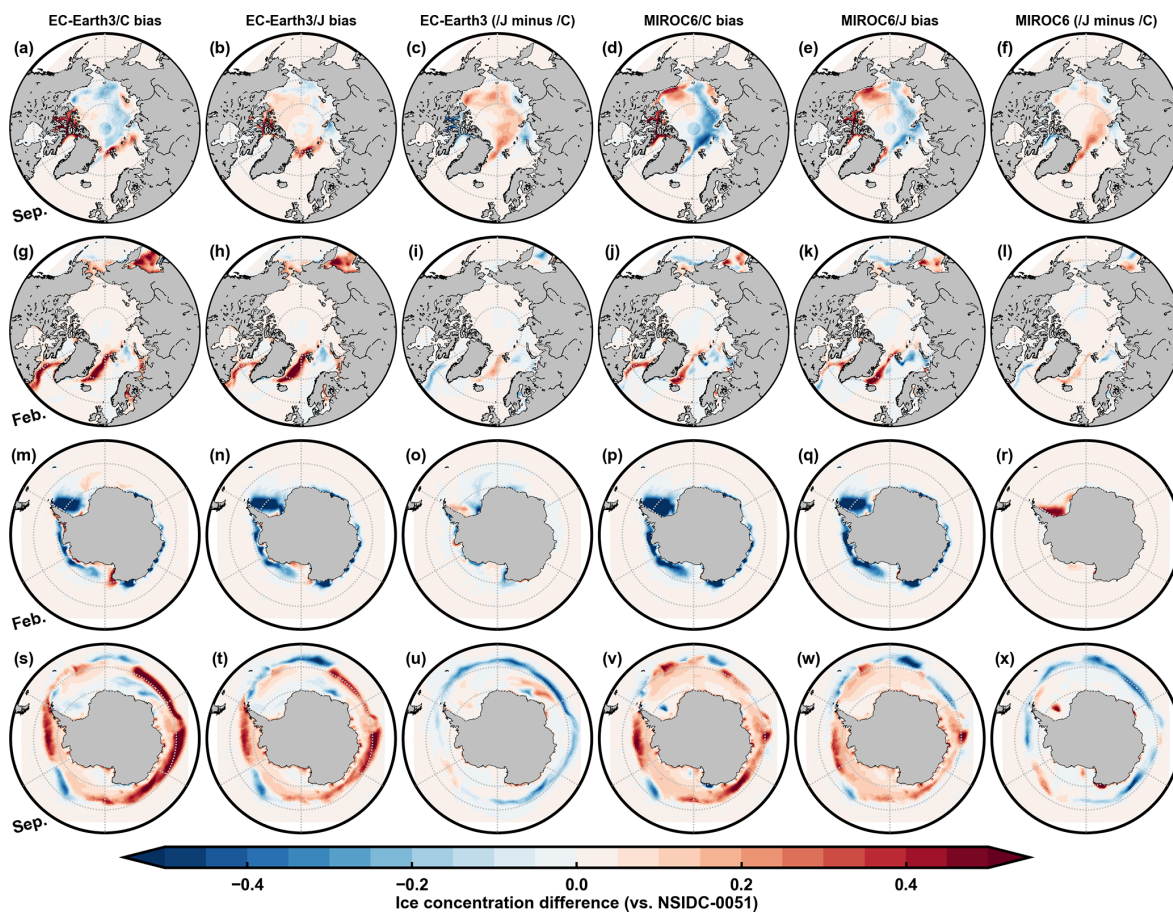 EC-Earth3/C bias
EC-Earth3/J bias
EC-Earth3 (/J minus /C)
MIROC6/C bias
MIROC6/J bias
MIROC6 (/J minus /C)
(a)
(b)
(c)
(d)
(e)
(f)
Sep.
(g)
(h)
(i)
(j)
(k)
(l)
Feb.
(m)
(n)
(o)
(p)
(q)
(r)
Feb.
(s)
(t)
(u)
(v)
(w)
(x)
Sep.
−0.4
−0.2
0.0
0.2
0.4
Ice concentration difference (vs. NSIDC-0051)